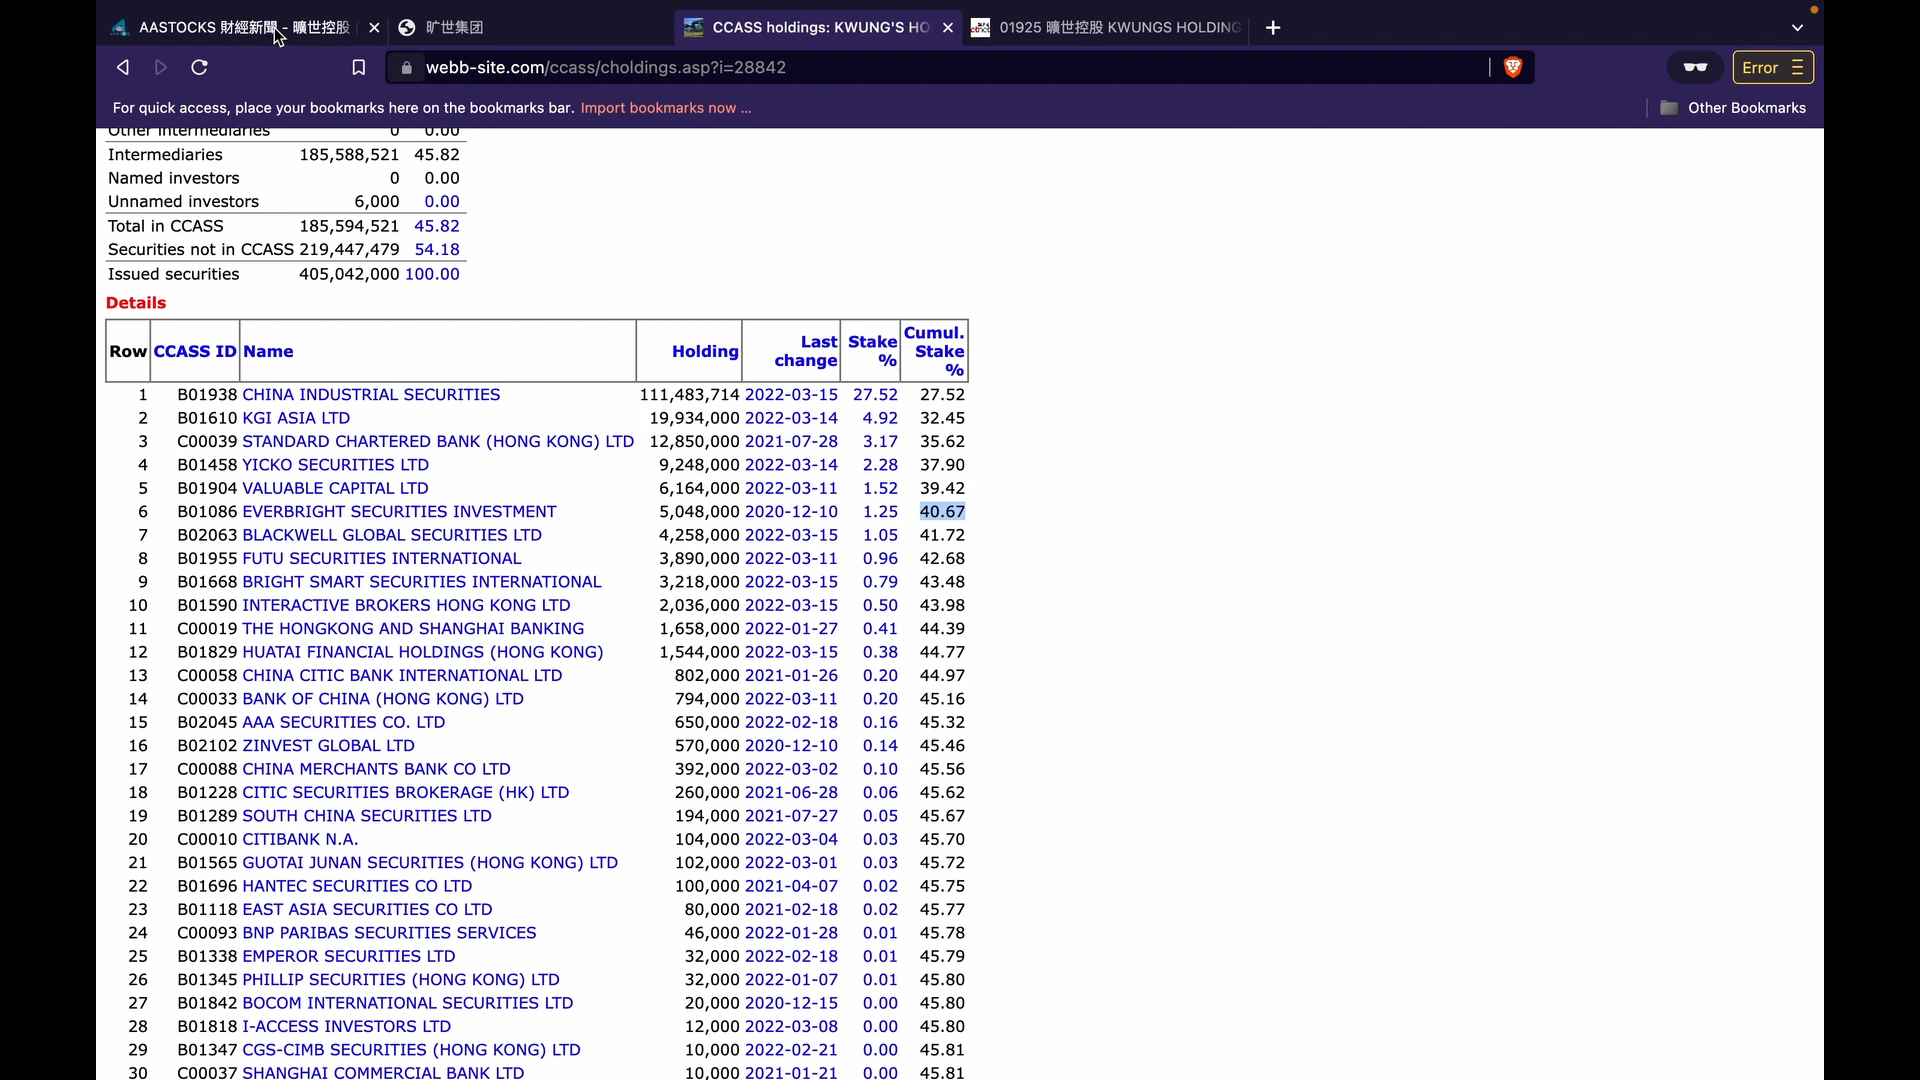 AASTOCKS 財經新聞 - 曠世控股 (
旷世集团
CCASS holdings: KWUNG'S HO
01925 曠世控股 KWUNGS HOLDING
webb-site.com/ccass/choldings.asp?i=28842
Error
For quick access, place your bookmarks here on the bookmarks bar. Import bookmarks now ...
Other Bookmarks
Other Intermediaries 0 0.00
Intermediaries 185,588,521 45.82
Named investors 0 0.00
Unnamed investors 6,000 0.00
Total in CCASS 185,594,521 45.82
Securities not in CCASS 219,447,479 54.18
Issued securities 405,042,000 100.00
Details
Row CCASS ID Name Holding Last change Stake % Cumul. Stake %
1 B01938 CHINA INDUSTRIAL SECURITIES 111,483,714 2022-03-15 27.52 27.52
2 B01610 KGI ASIA LTD 19,934,000 2022-03-14 4.92 32.45
3 C00039 STANDARD CHARTERED BANK (HONG KONG) LTD 12,850,000 2021-07-28 3.17 35.62
4 B01458 YICKO SECURITIES LTD 9,248,000 2022-03-14 2.28 37.90
5 B01904 VALUABLE CAPITAL LTD 6,164,000 2022-03-11 1.52 39.42
6 B01086 EVERBRIGHT SECURITIES INVESTMENT 5,048,000 2020-12-10 1.25 40.67
7 B02063 BLACKWELL GLOBAL SECURITIES LTD 4,258,000 2022-03-15 1.05 41.72
8 B01955 FUTU SECURITIES INTERNATIONAL 3,890,000 2022-03-11 0.96 42.68
9 B01668 BRIGHT SMART SECURITIES INTERNATIONAL 3,218,000 2022-03-15 0.79 43.48
10 B01590 INTERACTIVE BROKERS HONG KONG LTD 2,036,000 2022-03-15 0.50 43.98
11 C00019 THE HONGKONG AND SHANGHAI BANKING 1,658,000 2022-01-27 0.41 44.39
12 B01829 HUATAI FINANCIAL HOLDINGS (HONG KONG) 1,544,000 2022-03-15 0.38 44.77
13 C00058 CHINA CITIC BANK INTERNATIONAL LTD 802,000 2021-01-26 0.20 44.97
14 C00033 BANK OF CHINA (HONG KONG) LTD 794,000 2022-03-11 0.20 45.16
15 B02045 AAA SECURITIES CO. LTD 650,000 2022-02-18 0.16 45.32
16 B02102 ZINVEST GLOBAL LTD 570,000 2020-12-10 0.14 45.46
17 C00088 CHINA MERCHANTS BANK CO LTD 392,000 2022-03-02 0.10 45.56
18 B01228 CITIC SECURITIES BROKERAGE (HK) LTD 260,000 2021-06-28 0.06 45.62
19 B01289 SOUTH CHINA SECURITIES LTD 194,000 2021-07-27 0.05 45.67
20 C00010 CITIBANK N.A. 104,000 2022-03-04 0.03 45.70
21 B01565 GUOTAI JUNAN SECURITIES (HONG KONG) LTD 102,000 2022-03-01 0.03 45.72
22 B01696 HANTEC SECURITIES CO LTD 100,000 2021-04-07 0.02 45.75
23 B01118 EAST ASIA SECURITIES CO LTD 80,000 2021-02-18 0.02 45.77
24 C00093 BNP PARIBAS SECURITIES SERVICES 46,000 2022-01-28 0.01 45.78
25 B01338 EMPEROR SECURITIES LTD 32,000 2022-02-18 0.01 45.79
26 B01345 PHILLIP SECURITIES (HONG KONG) LTD 32,000 2022-01-07 0.01 45.80
27 B01842 BOCOM INTERNATIONAL SECURITIES LTD 20,000 2020-12-15 0.00 45.80
28 B01818 I-ACCESS INVESTORS LTD 12,000 2022-03-08 0.00 45.80
29 B01347 CGS-CIMB SECURITIES (HONG KONG) LTD 10,000 2022-02-21 0.00 45.81
30 C00037 SHANGHAI COMMERCIAL BANK LTD 10,000 2021-01-21 0.00 45.81